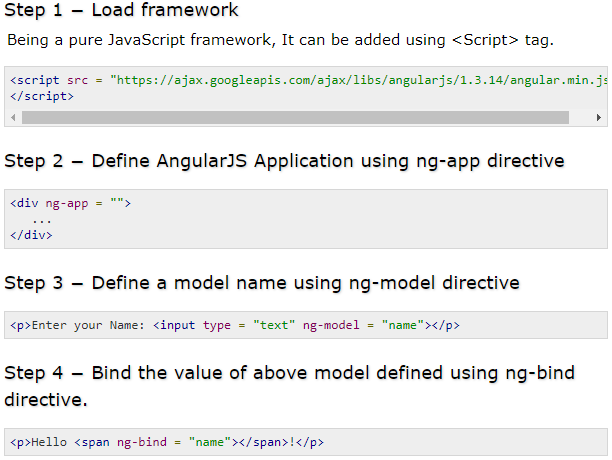 Step 1 − Load framework
Being a pure JavaScript framework, It can be added using <Script> tag.
<script src = "https://ajax.googleapis.com/ajax/libs/angularjs/1.3.14/angular.min.js
</script>
Step 2 − Define AngularJS Application using ng-app directive
<div ng-app = "">
...
</div>
Step 3 − Define a model name using ng-model directive
<p>Enter your Name: <input type = "text" ng-model = "name"></p>
Step 4 − Bind the value of above model defined using ng-bind
directive.
<p>Hello <span ng-bind = "name"></span>!</p>